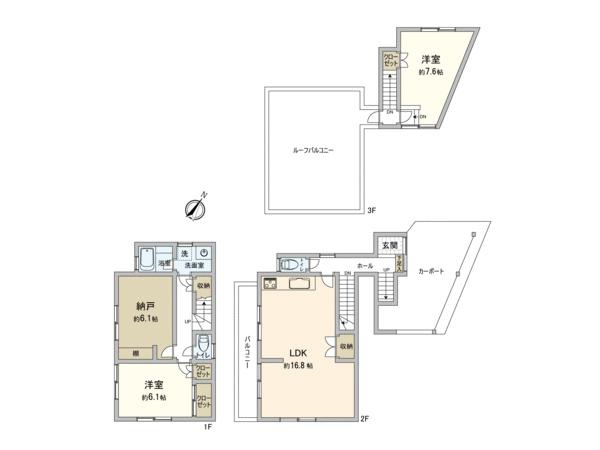 洋室
約7.6帖
クローゼット
DN
DN
ルーフバルコニー
3F
N
玄関
下足入
ホール
UP
カーポート
トイレ
DN
LDK
約16.8帖
収納
バルコニー
2F
浴室
洗
洗面室
収納
納戸
約6.1帖
UP
棚
トイレ
洋室
約6.1帖
クローゼット
クローゼット
1F